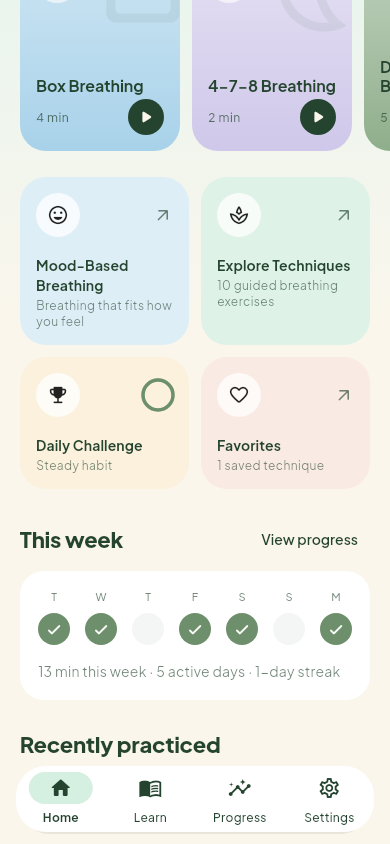 Box Breathing
4 min
4-7-8 Breathing
2 min
D
B
5
Mood-Based
Breathing
Breathing that fits how
you feel
Explore Techniques
10 guided breathing
exercises
Daily Challenge
Steady habit
Favorites
1 saved technique
This week
View progress
T W T F S S M
13 min this week · 5 active days · 1-day streak
Recently practiced
Home
Learn
Progress
Settings